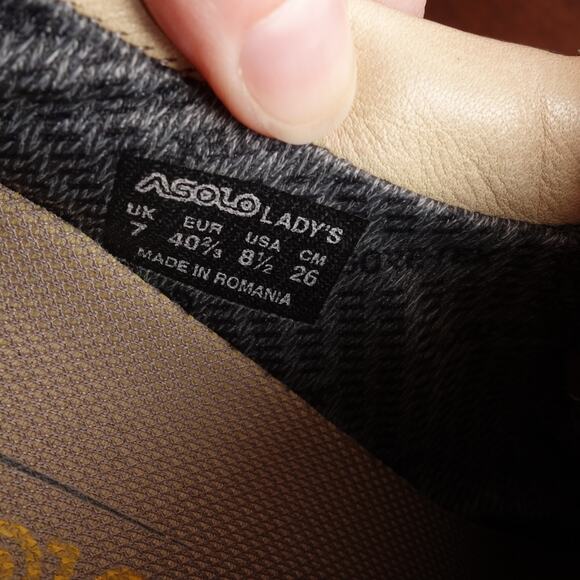 ASOLO LADY'S
UK EUR USA CM
7 40⅔ 8½ 26
MADE IN ROMANIA